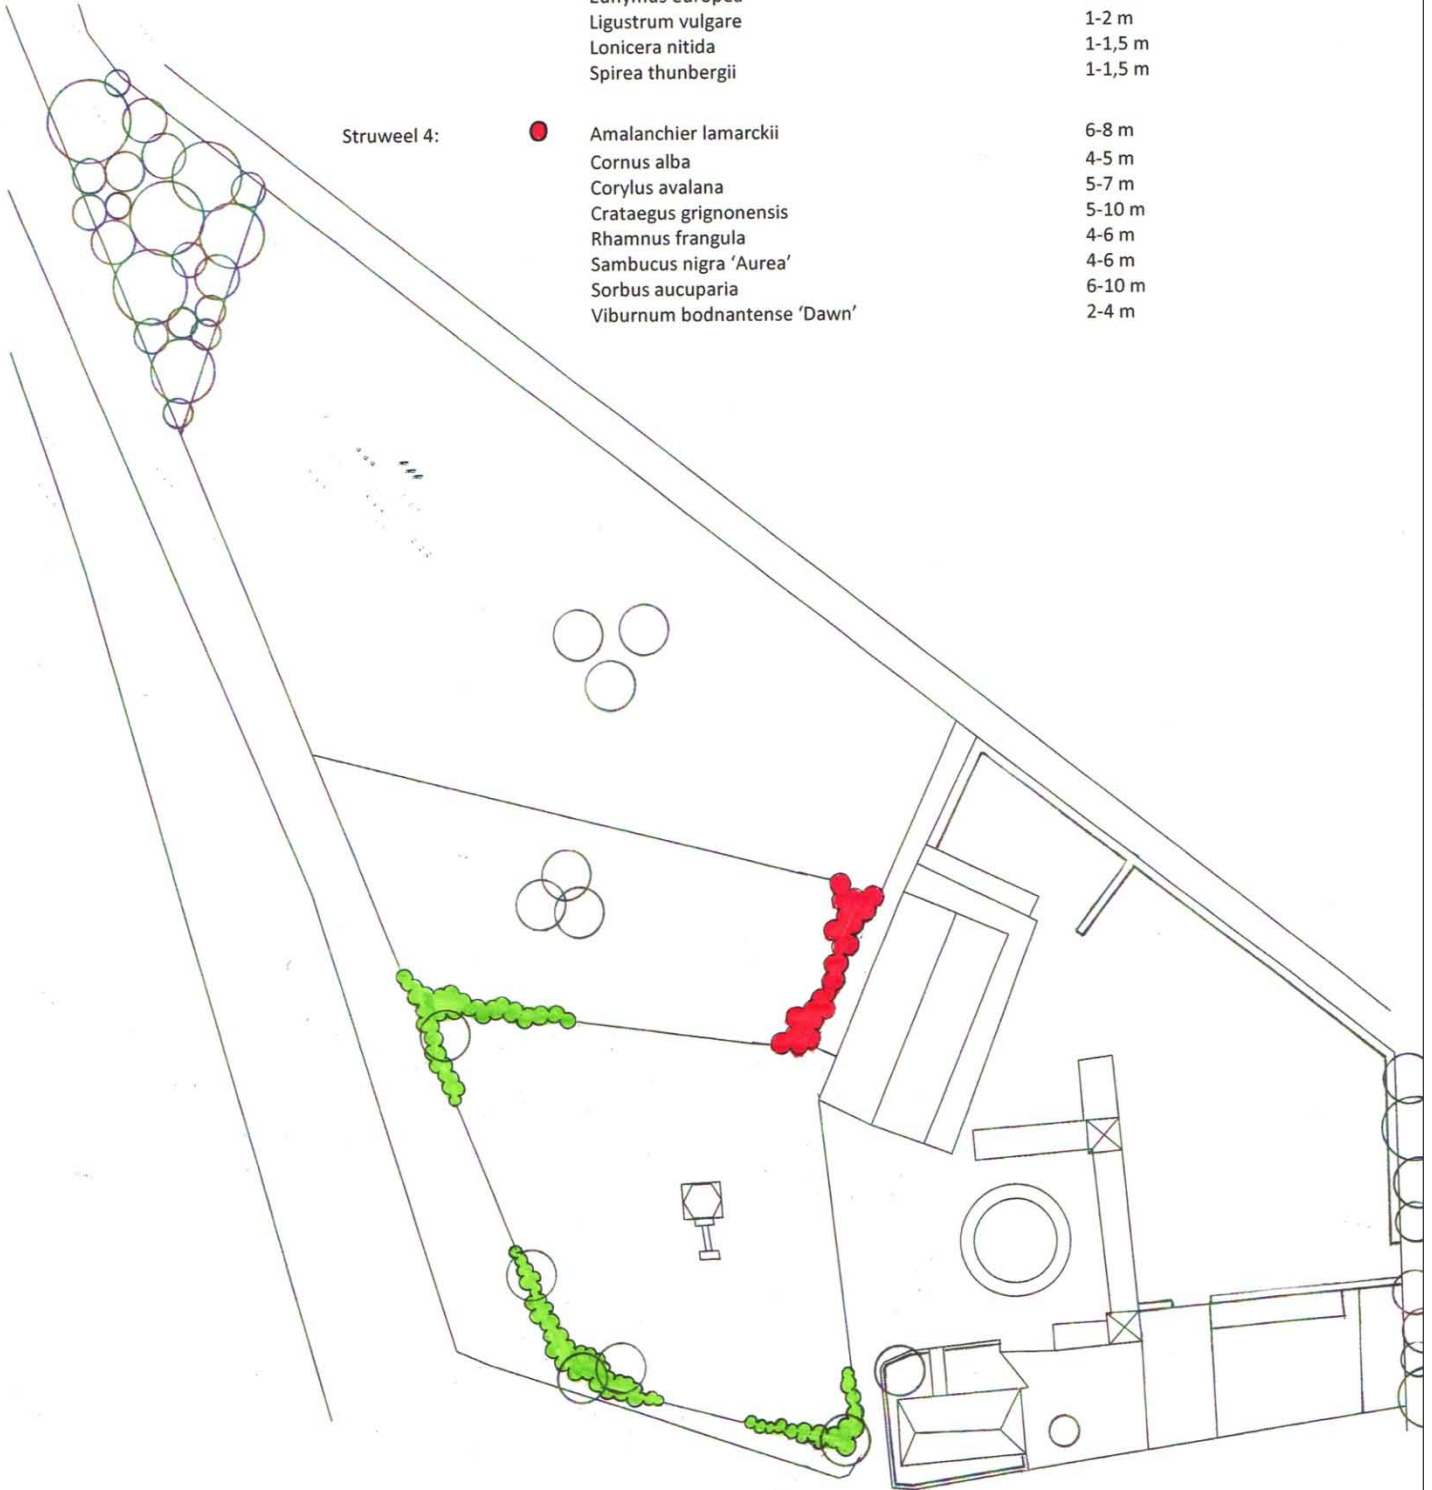 Ligustrum vulgare 1-2 m
Lonicera nitida 1-1,5 m
Spirea thunbergii 1-1,5 m
Struweel 4: Amalanchier lamarckii 6-8 m
Cornus alba 4-5 m
Corylus avalana 5-7 m
Crataegus grignonensis 5-10 m
Rhamnus frangula 4-6 m
Sambucus nigra ‘Aurea’ 4-6 m
Sorbus aucuparia 6-10 m
Viburnum bodnantense ‘Dawn’ 2-4 m